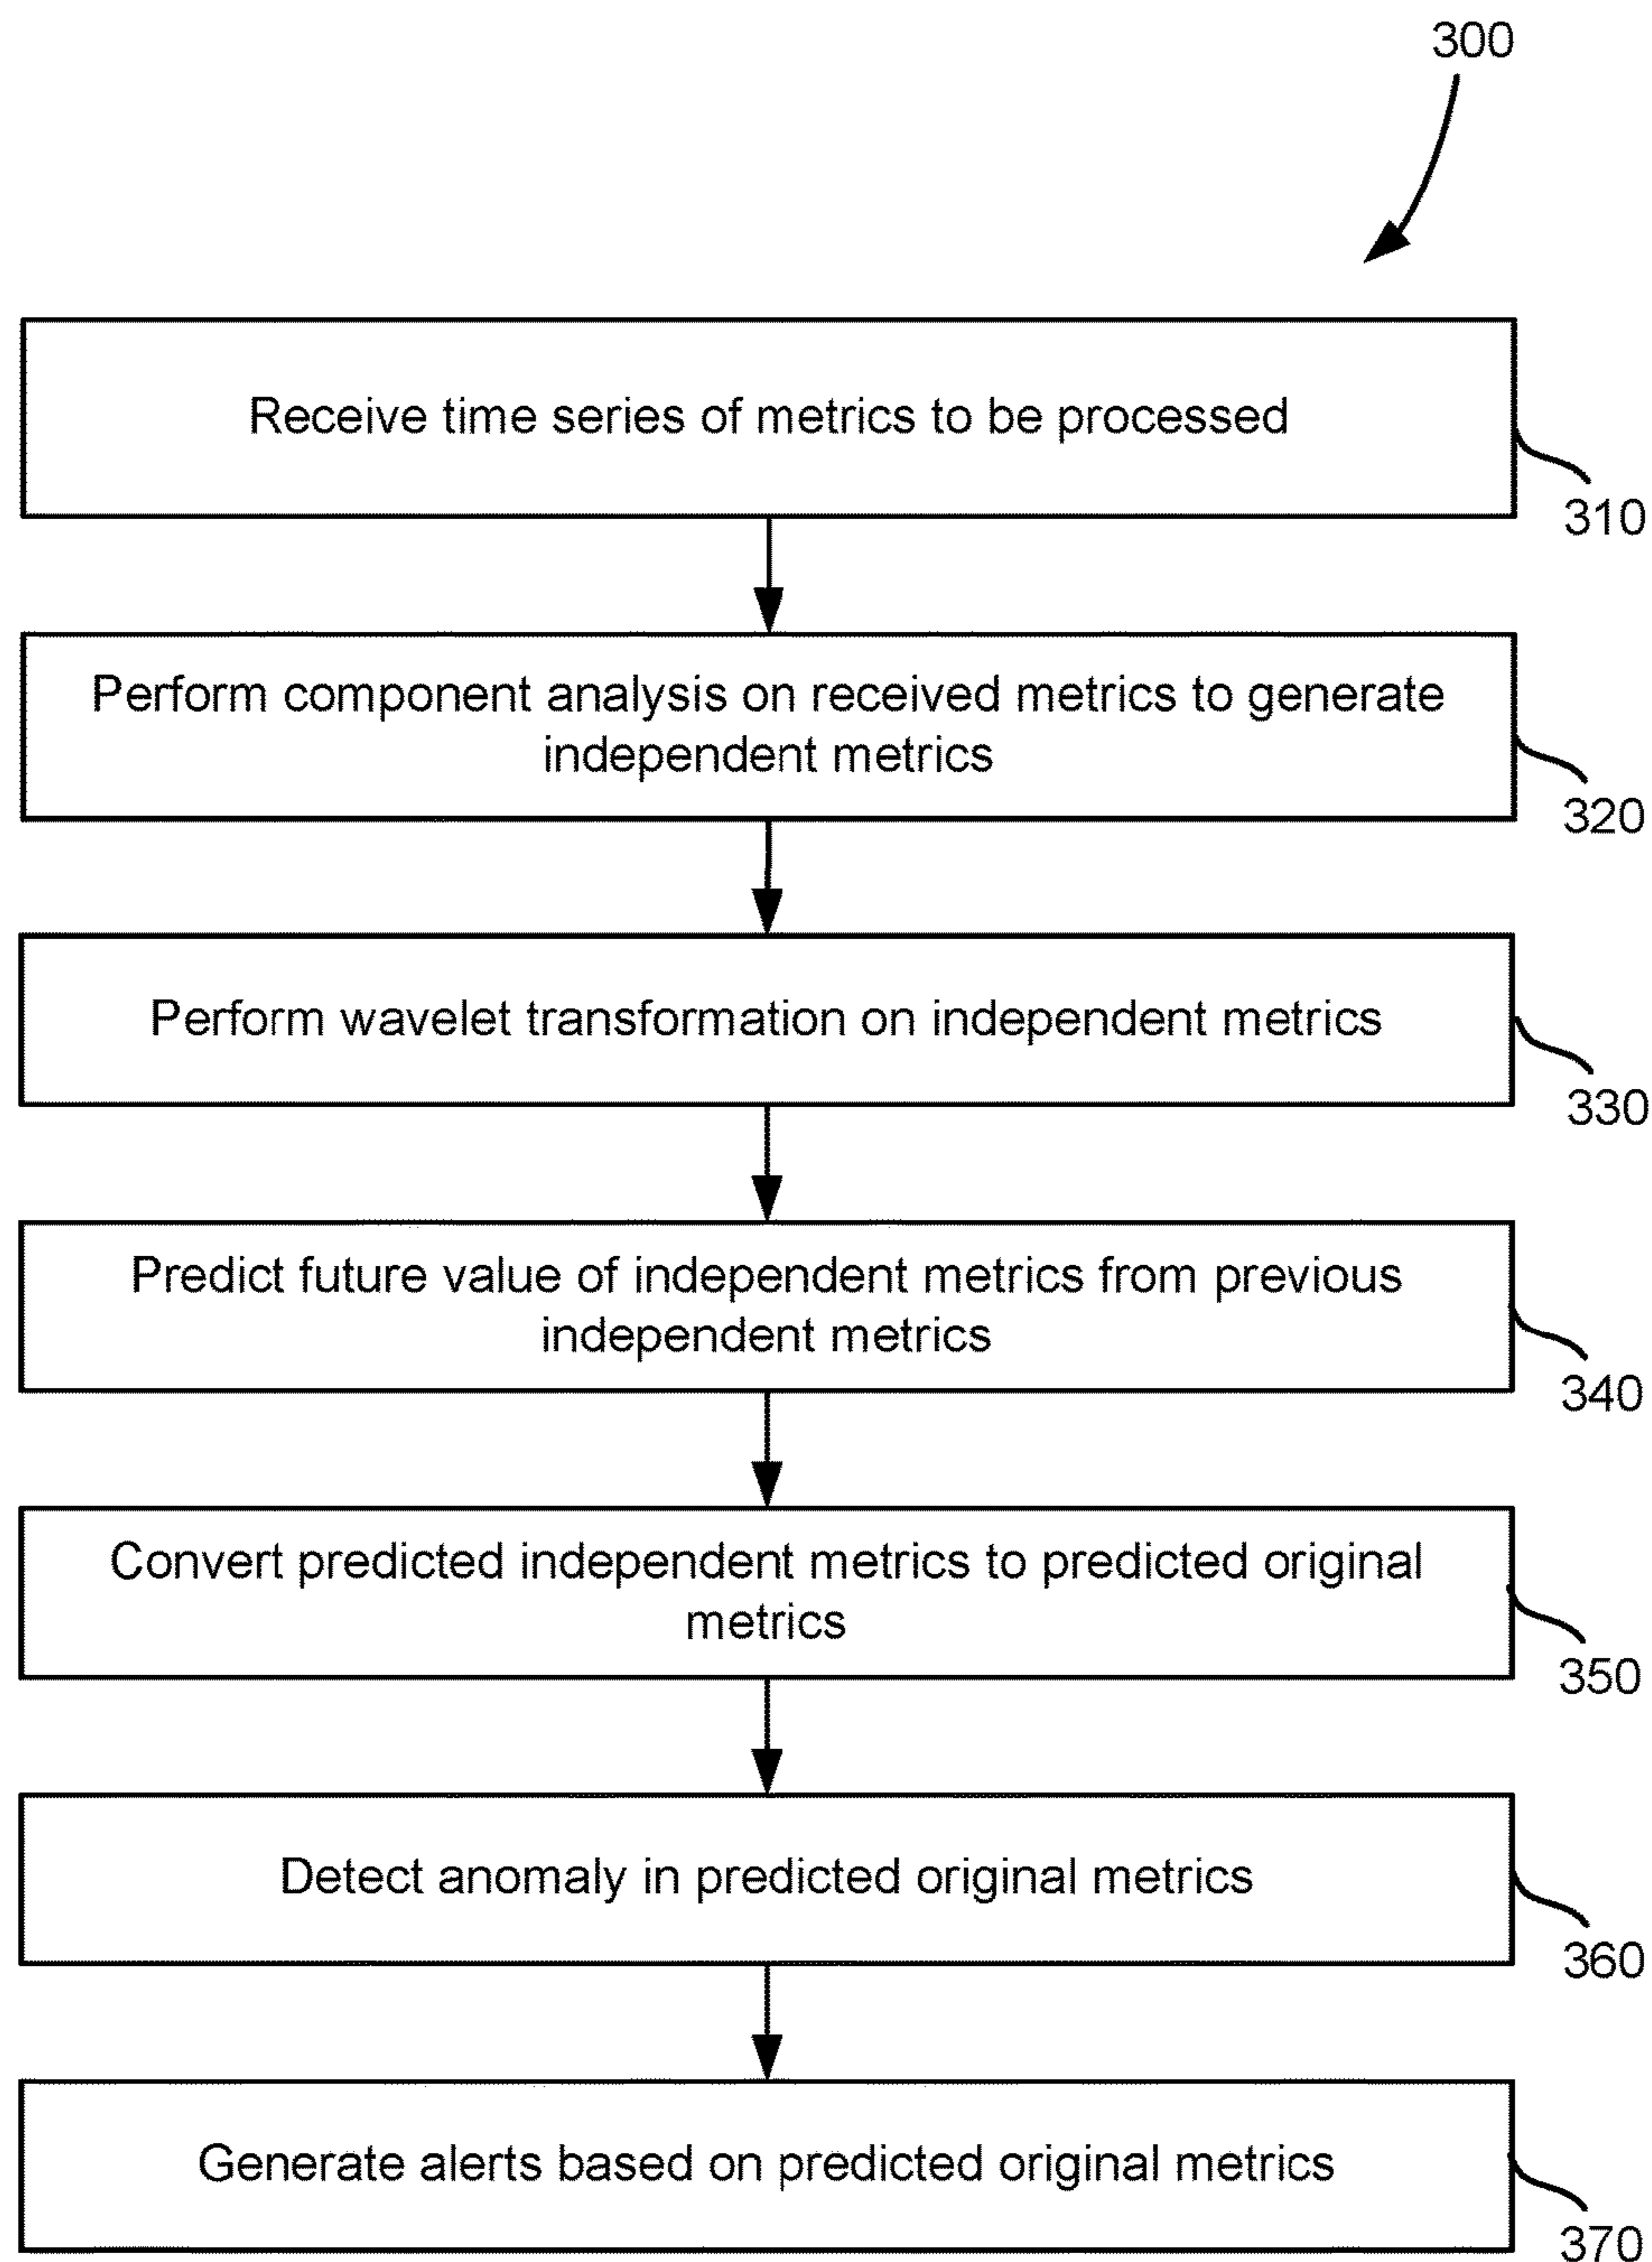 300
Receive time series of metrics to be processed
310
Perform component analysis on received metrics to generate
independent metrics
320
Perform wavelet transformation on independent metrics
330
Predict future value of independent metrics from previous
independent metrics
340
Convert predicted independent metrics to predicted original
metrics
350
Detect anomaly in predicted original metrics
360
Generate alerts based on predicted original metrics
370